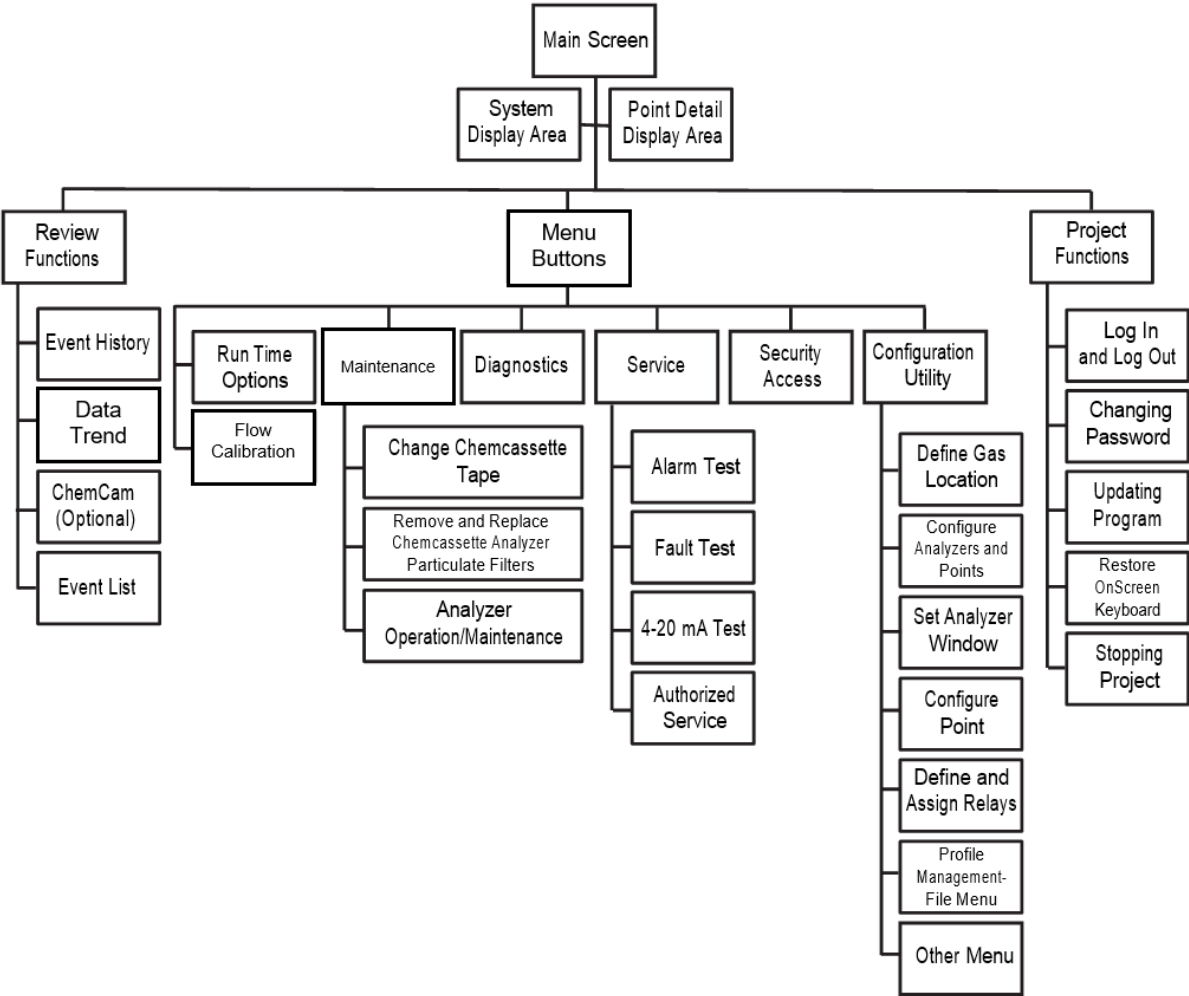 Main Screen
System
Display Area
Point Detail
Display Area
Review
Functions
Menu
Buttons
Project
Functions
Event History
Data
Trend
ChemCam
(Optional)
Event List
Run Time
Options
Flow
Calibration
Maintenance
Change Chemcassette
Tape
Remove and Replace
Chemcassette Analyzer
Particulate Filters
Analyzer
Operation/Maintenance
Diagnostics
Service
Alarm Test
Fault Test
4-20 mA Test
Authorized
Service
Security
Access
Configuration
Utility
Define Gas
Location
Configure
Analyzers and
Points
Set Analyzer
Window
Configure
Point
Define and
Assign Relays
Profile
Management-
File Menu
Other Menu
Log In
and Log Out
Changing
Password
Updating
Program
Restore
OnScreen
Keyboard
Stopping
Project